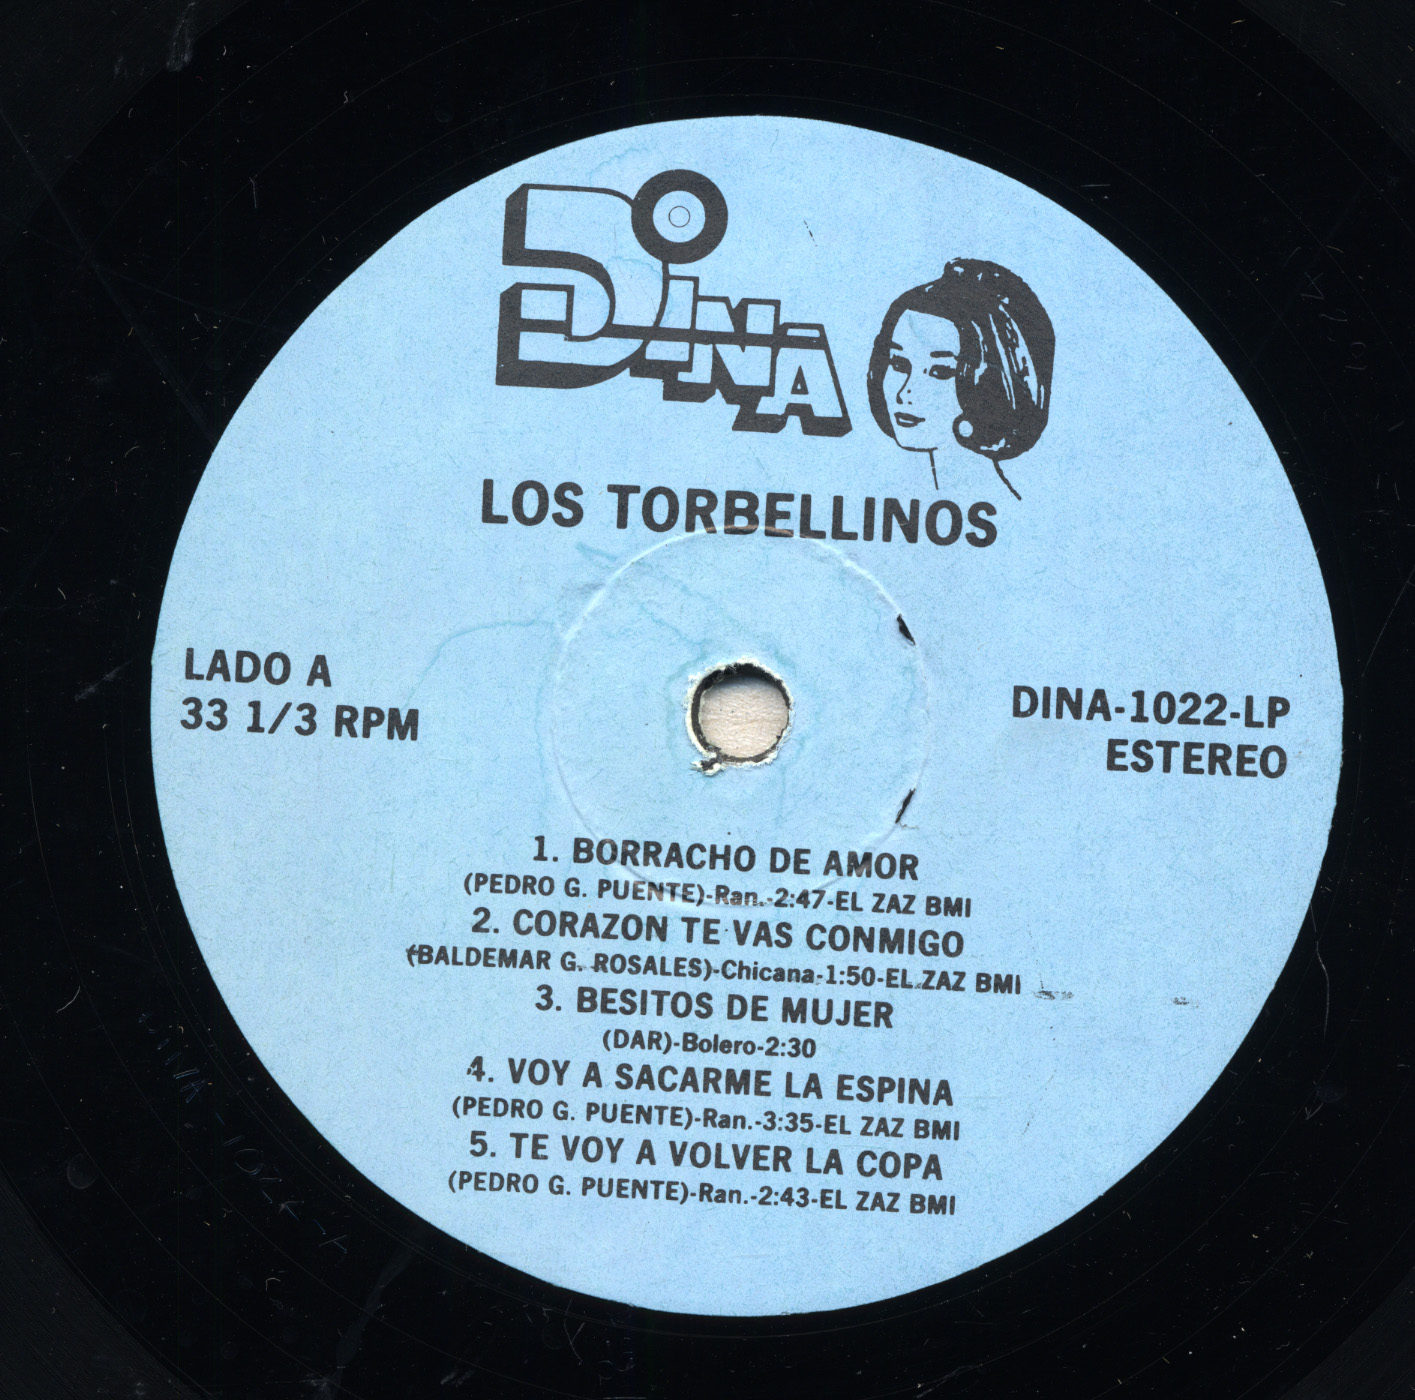 DINA
LOS TORBELLINOS
LADO A
33 1/3 RPM
DINA-1022-LP
ESTEREO
1. BORRACHO DE AMOR
(PEDRO G. PUENTE)-Ran.-2:47-EL ZAZ BMI
2. CORAZON TE VAS CONMIGO
(BALDEMAR G. ROSALES)-Chicana-1:50-EL ZAZ BMI
3. BESITOS DE MUJER
(DAR)-Bolero-2:30
4. VOY A SACARME LA ESPINA
(PEDRO G. PUENTE)-Ran.-3:35-EL ZAZ BMI
5. TE VOY A VOLVER LA COPA
(PEDRO G. PUENTE)-Ran.-2:43-EL ZAZ BMI